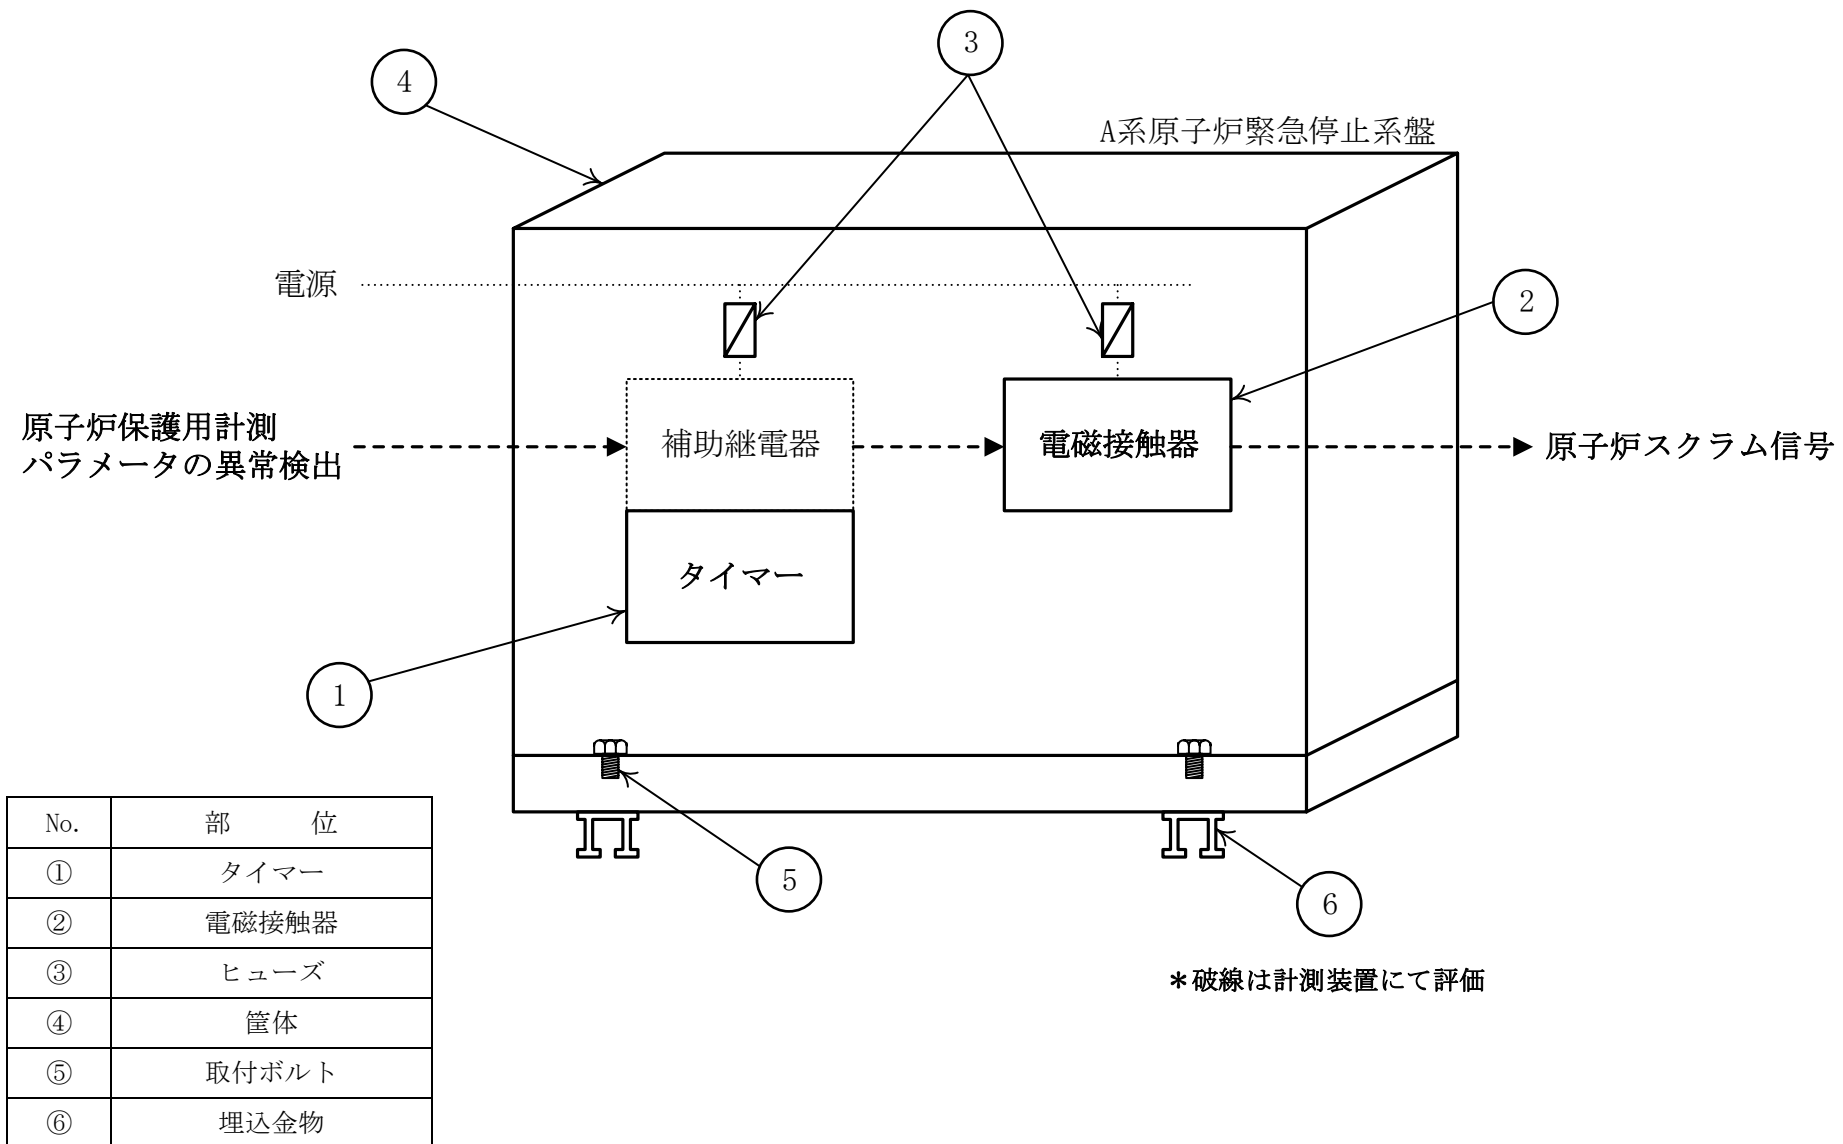 ③
④
A系原子炉緊急停止系盤
電源
②
原子炉保護用計測
パラメータの異常検出
補助継電器
電磁接触器
原子炉スクラム信号
タイマー
①
⑤
⑥
*破線は計測装置にて評価
No. 部 位
① タイマー
② 電磁接触器
③ ヒューズ
④ 筐体
⑤ 取付ボルト
⑥ 埋込金物